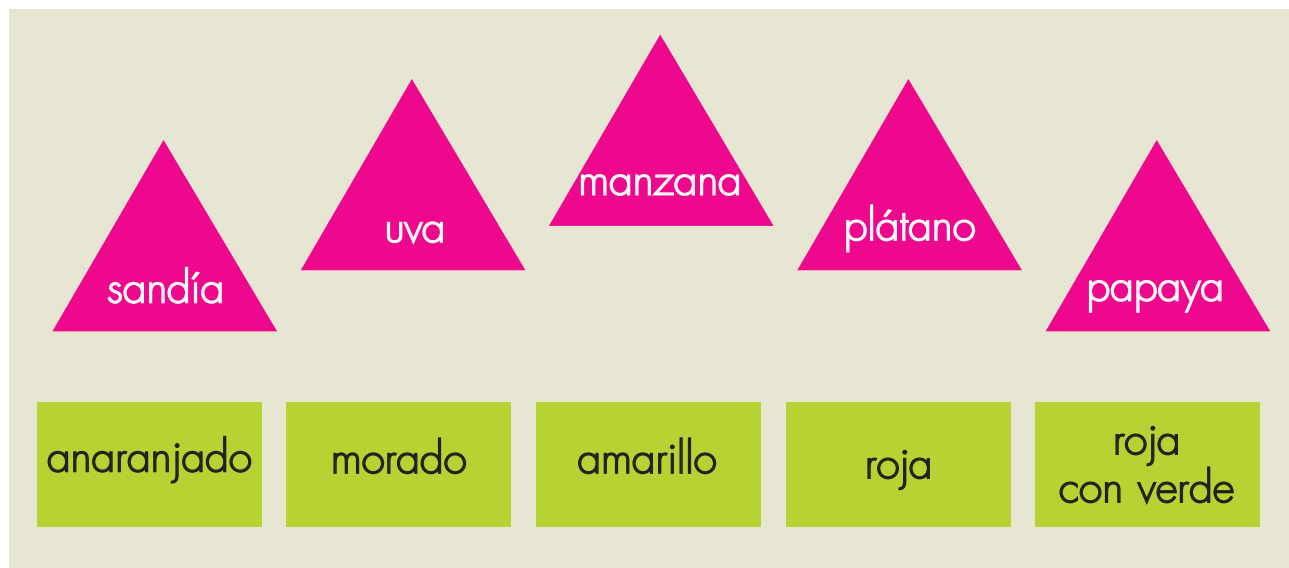 sandía
uva
manzana
plátano
papaya
anaranjado
morado
amarillo
roja
roja
con verde